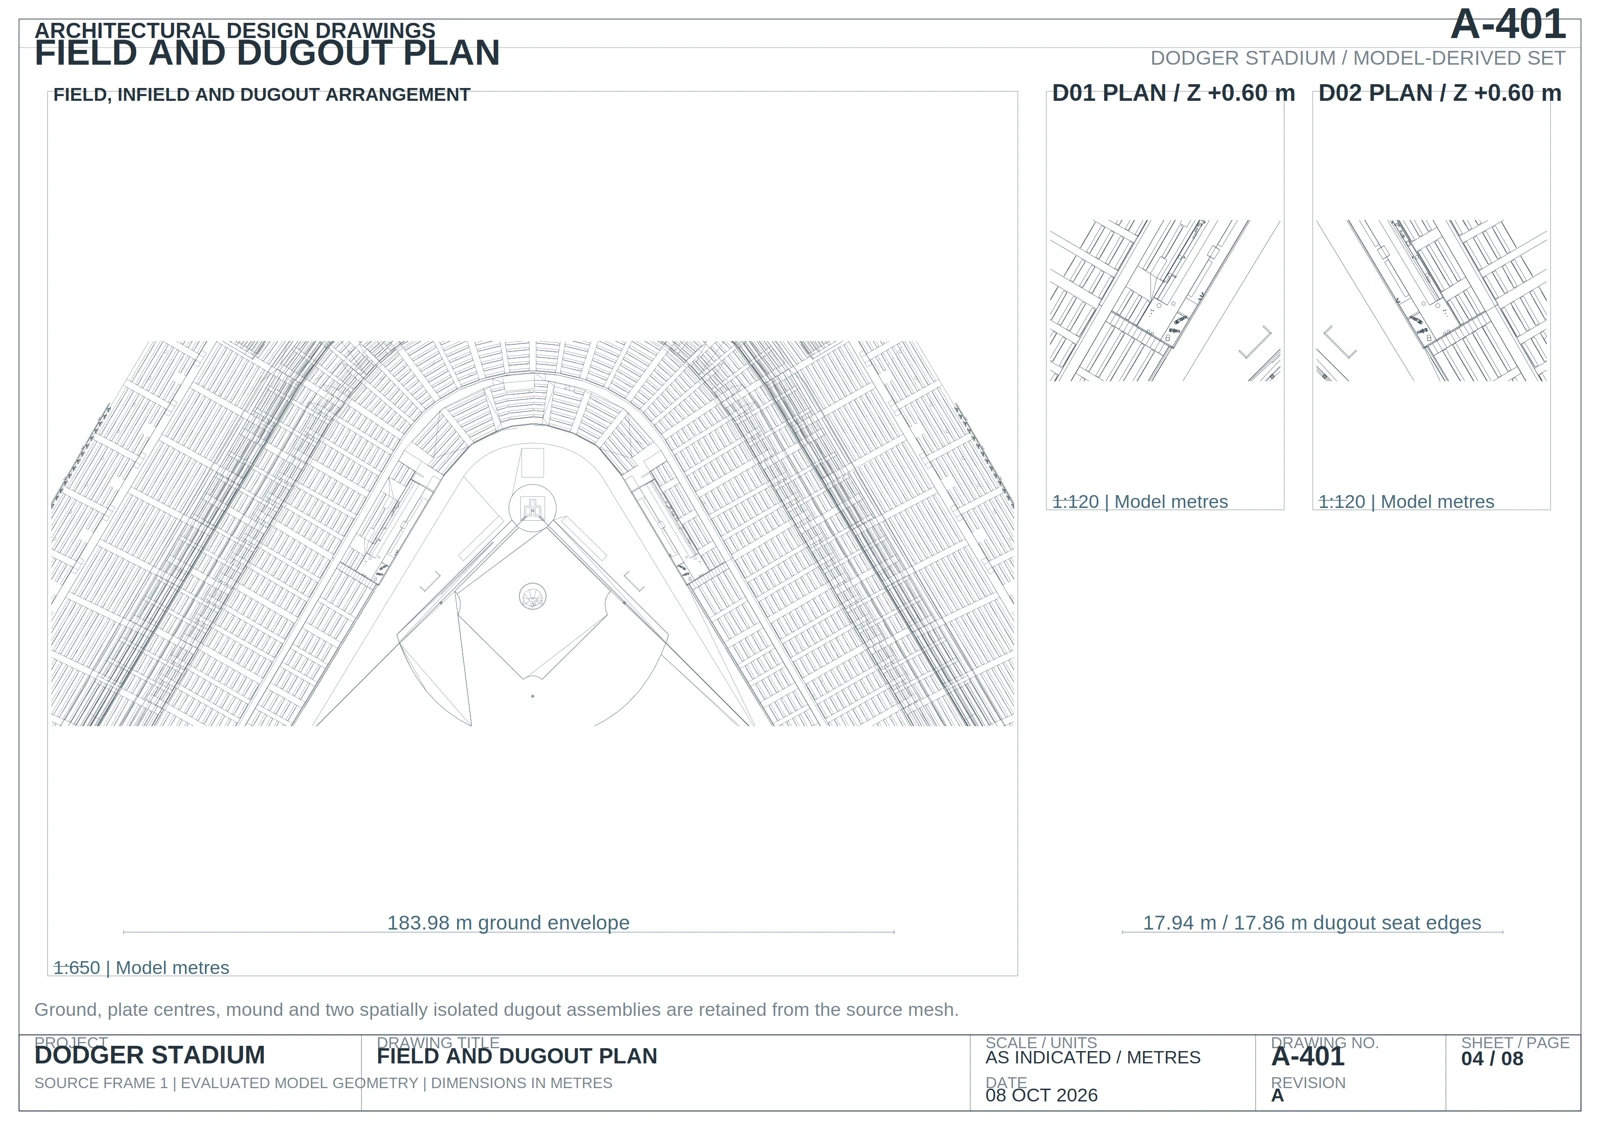 ARCHITECTURAL DESIGN DRAWINGS
FIELD AND DUGOUT PLAN
A-401
DODGER STADIUM / MODEL-DERIVED SET
FIELD, INFIELD AND DUGOUT ARRANGEMENT
D01 PLAN / Z +0.60 m
D02 PLAN / Z +0.60 m
1:120 | Model metres
1:120 | Model metres
183.98 m ground envelope
17.94 m / 17.86 m dugout seat edges
1:650 | Model metres
Ground, plate centres, mound and two spatially isolated dugout assemblies are retained from the source mesh.
PROJECT
DODGER STADIUM
SOURCE FRAME 1 | EVALUATED MODEL GEOMETRY | DIMENSIONS IN METRES
DRAWING TITLE
FIELD AND DUGOUT PLAN
SCALE / UNITS
AS INDICATED / METRES
DATE
08 OCT 2026
DRAWING NO.
A-401
REVISION
A
SHEET / PAGE
04 / 08